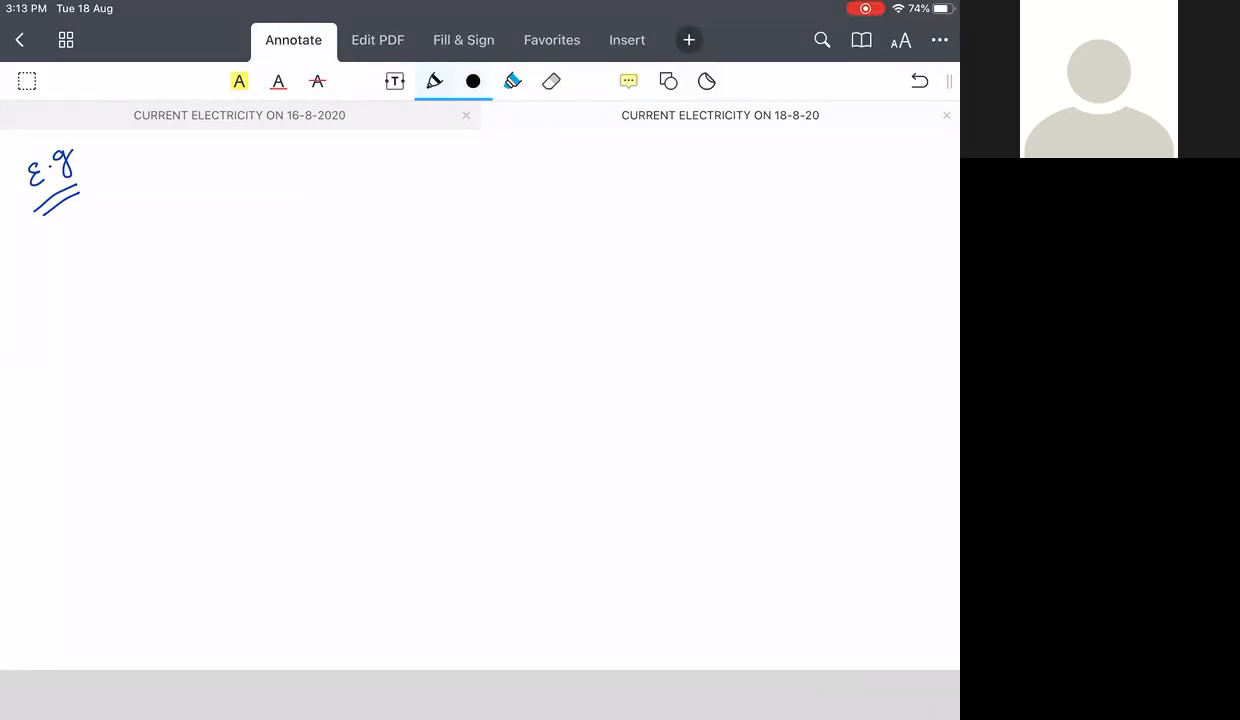 3:13 PM Tue 18 Aug 74%
Annotate Edit PDF Fill & Sign Favorites Insert
A A A T AA
CURRENT ELECTRICITY ON 16-8-2020 CURRENT ELECTRICITY ON 18-8-20
E.g